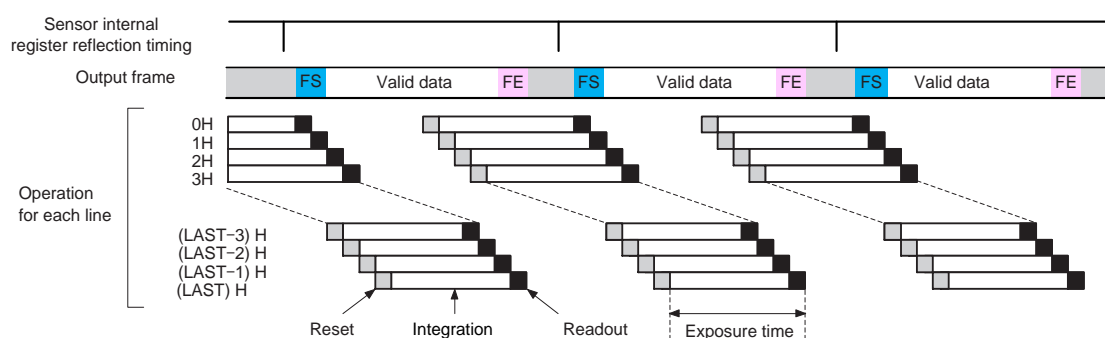 Sensor internal
register reflection timing
Output frame
FS Valid data FE FS Valid data FE FS Valid data FE
0H
1H
2H
3H
Operation
for each line
(LAST−3) H
(LAST−2) H
(LAST−1) H
(LAST) H
Reset Integration Readout Exposure time